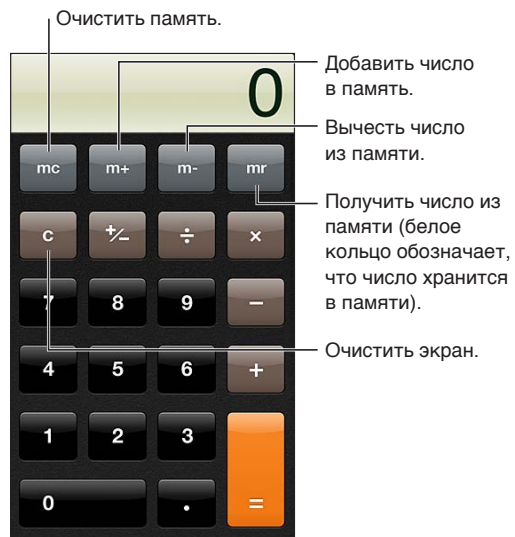 Очистить память.
0
Добавить число
в память.
Вычесть число
из памяти.
mc m+ m- mr
Получить число из
памяти (белое
кольцо обозначает,
что число хранится
в памяти).
c +/− ÷ ×
7 8 9 −
Очистить экран.
4 5 6 +
1 2 3
0 . =